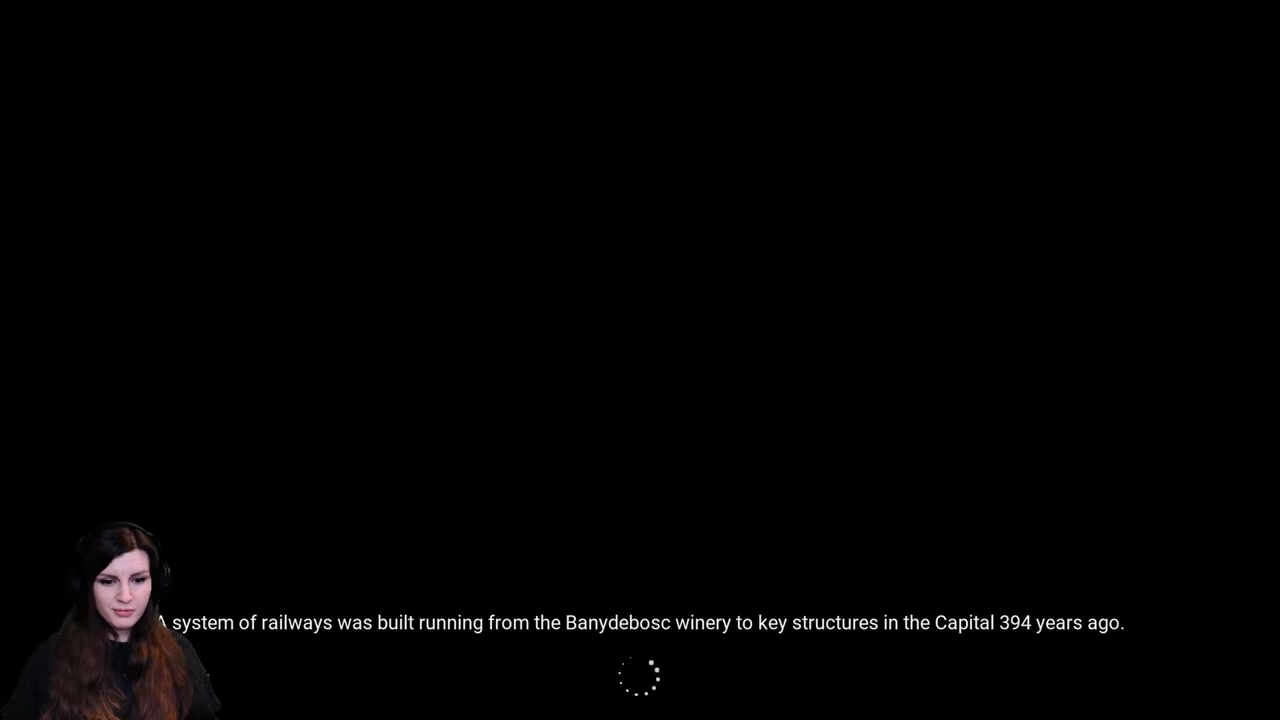 A system of railways was built running from the Banydebosc winery to key structures in the Capital 394 years ago.